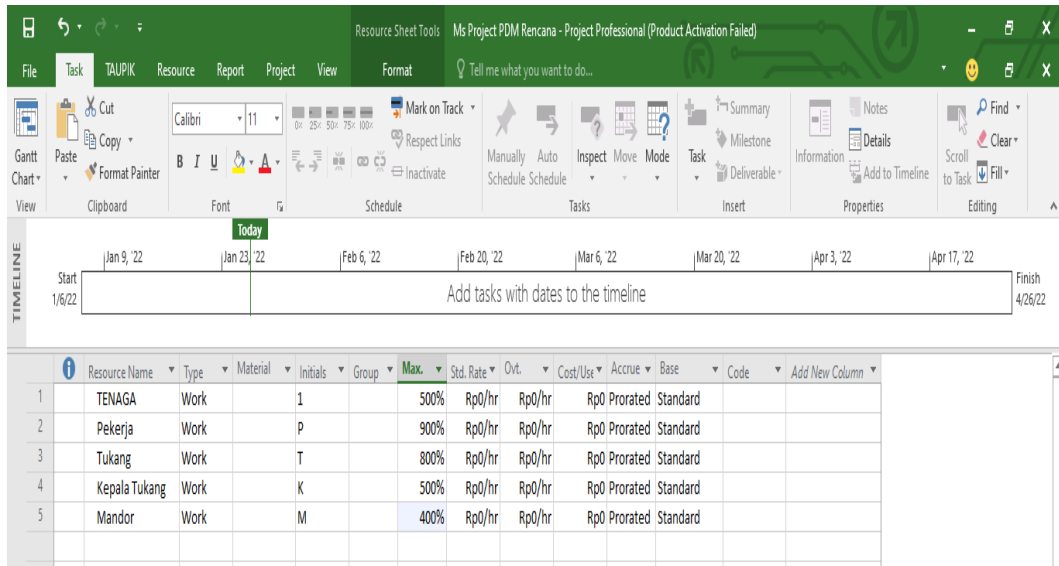 Resource Sheet Tools Ms Project PDM Rencana - Project Professional (Product Activation Failed)
File Task TAUPIK Resource Report Project View Format Tell me what you want to do...
Gantt Chart
View
Paste
Cut
Copy
Format Painter
Clipboard
Calibri 11
B I U A
Font
0× 25× 50× 75× 100×
Mark on Track
Respect Links
Inactivate
Schedule
Manually Schedule
Auto Schedule
Inspect
Move
Mode
Tasks
Task
Summary
Milestone
Deliverable
Insert
Information
Notes
Details
Add to Timeline
Properties
Scroll to Task
Find
Clear
Fill
Editing
TIMELINE
Today
Jan 9, '22 Jan 23, '22 Feb 6, '22 Feb 20, '22 Mar 6, '22 Mar 20, '22 Apr 3, '22 Apr 17, '22
Start
1/6/22
Add tasks with dates to the timeline
Finish
4/26/22
Resource Name Type Material Initials Group Max. Std. Rate Ovt. Cost/Use Accrue Base Code Add New Column
1 TENAGA Work 1 500% Rp0/hr Rp0/hr Rp0 Prorated Standard
2 Pekerja Work P 900% Rp0/hr Rp0/hr Rp0 Prorated Standard
3 Tukang Work T 800% Rp0/hr Rp0/hr Rp0 Prorated Standard
4 Kepala Tukang Work K 500% Rp0/hr Rp0/hr Rp0 Prorated Standard
5 Mandor Work M 400% Rp0/hr Rp0/hr Rp0 Prorated Standard